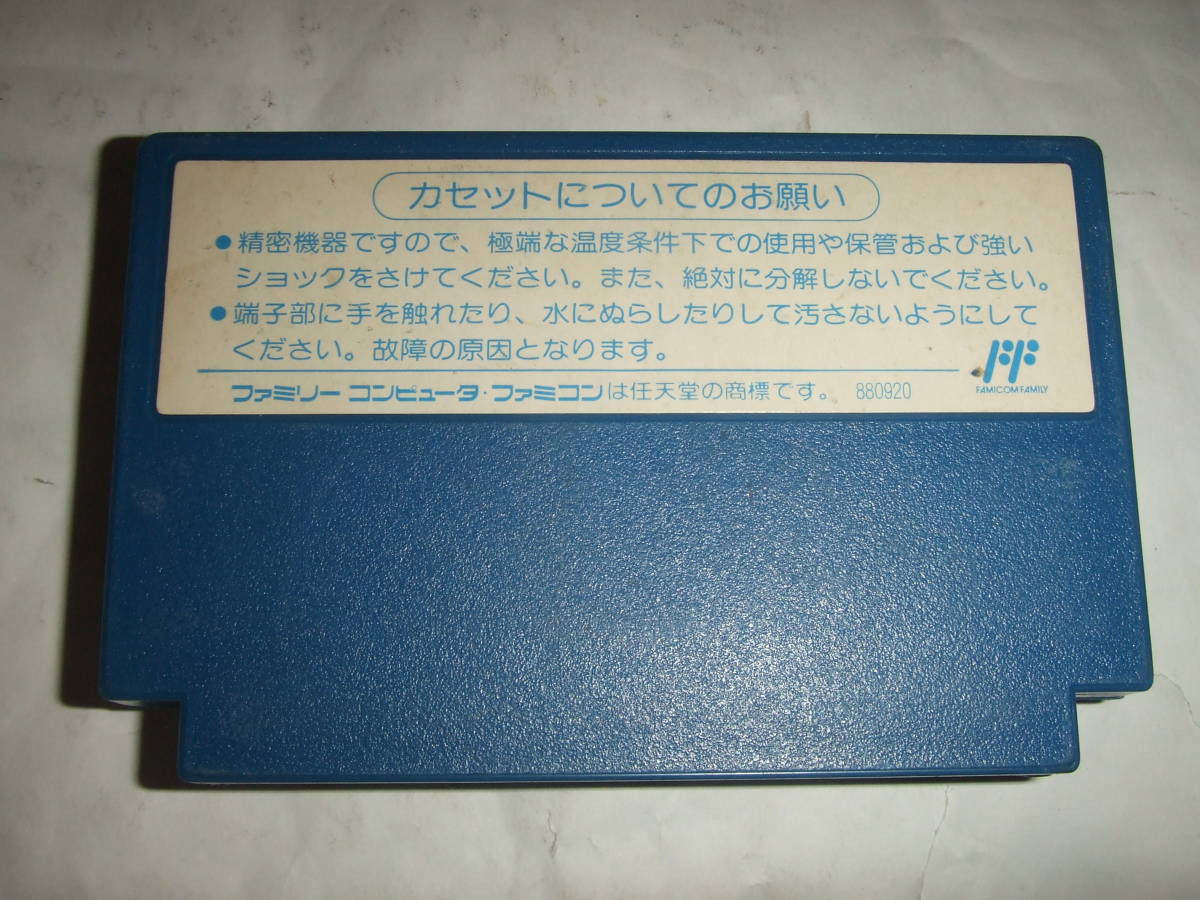 カセットについてのお願い
●精密機器ですので、極端な温度条件下での使用や保管および強い
ショックをさけてください。また、絶対に分解しないでください。
●端子部に手を触れたり、水にぬらしたりして汚さないようにして
ください。故障の原因となります。
ファミリーコンピュータ・ファミコンは任天堂の商標です。 880920
FAMICOM FAMILY